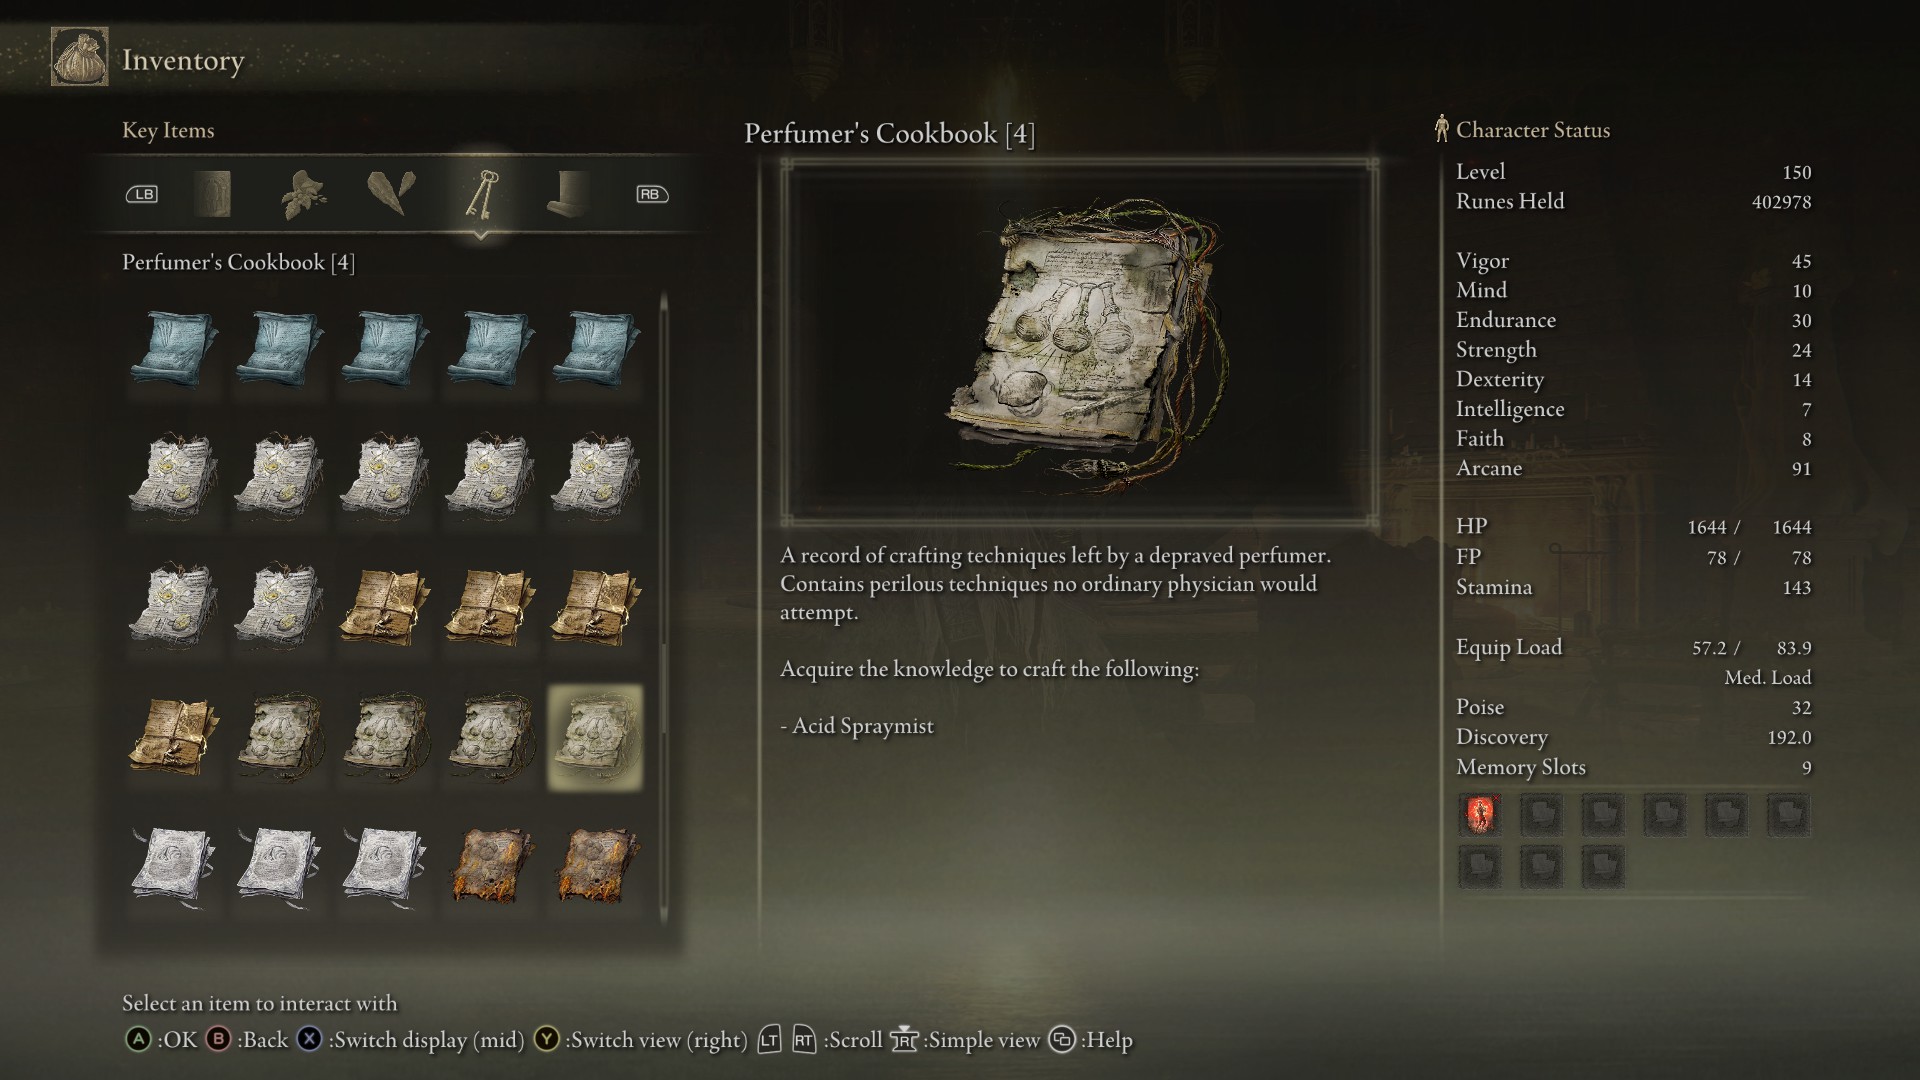 Inventory
Key Items
LB
RB
Perfumer's Cookbook [4]
Perfumer's Cookbook [4]
A record of crafting techniques left by a depraved perfumer.
Contains perilous techniques no ordinary physician would
attempt.
Acquire the knowledge to craft the following:
- Acid Spraymist
Character Status
Level 150
Runes Held 402978
Vigor 45
Mind 10
Endurance 30
Strength 24
Dexterity 14
Intelligence 7
Faith 8
Arcane 91
HP 1644 / 1644
FP 78 / 78
Stamina 143
Equip Load 57.2 / 83.9
Med. Load
Poise 32
Discovery 192.0
Memory Slots 9
Select an item to interact with
A :OK B :Back X :Switch display (mid) Y :Switch view (right) LT RT :Scroll R :Simple view :Help